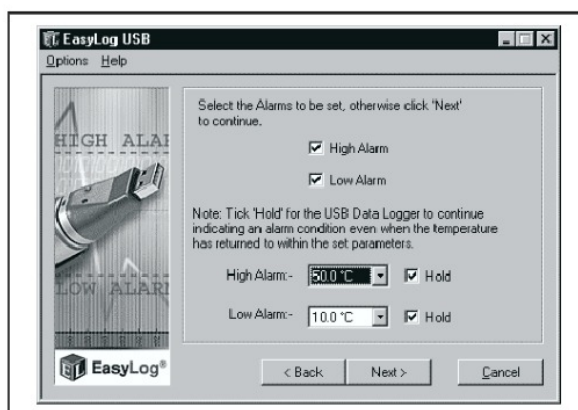 EasyLog USB
Options Help
Select the Alarms to be set, otherwise click 'Next'
to continue.
High Alarm
Low Alarm
Note: Tick 'Hold' for the USB Data Logger to continue
indicating an alarm condition even when the temperature
has returned to within the set parameters.
High Alarm:- 50.0 °C Hold
Low Alarm:- 10.0 °C Hold
HIGH ALAR
LOW ALARM
EasyLog®
< Back Next > Cancel